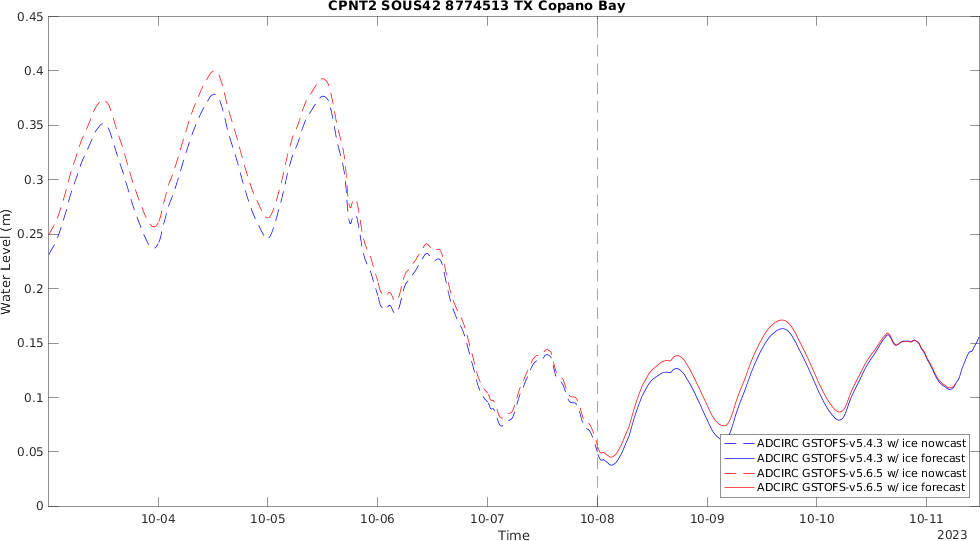 CPNT2 SOUS42 8774513 TX Copano Bay
0.45
0.4
0.35
0.3
0.25
0.2
0.15
0.1
0.05
0
Water Level (m)
ADCIRC GSTOFS-v5.4.3 w/ ice nowcast
ADCIRC GSTOFS-v5.4.3 w/ ice forecast
ADCIRC GSTOFS-v5.6.5 w/ ice nowcast
ADCIRC GSTOFS-v5.6.5 w/ ice forecast
10-04 10-05 10-06 10-07 10-08 10-09 10-10 10-11
Time 2023